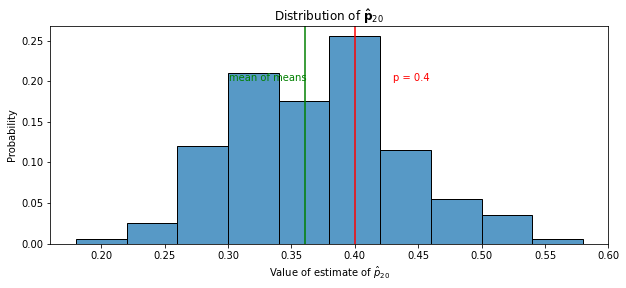 Distribution of p̂₂₀
0.25
0.20
0.15
0.10
0.05
0.00
Probability
mean of means
p = 0.4
0.20 0.25 0.30 0.35 0.40 0.45 0.50 0.55 0.60
Value of estimate of p̂₂₀